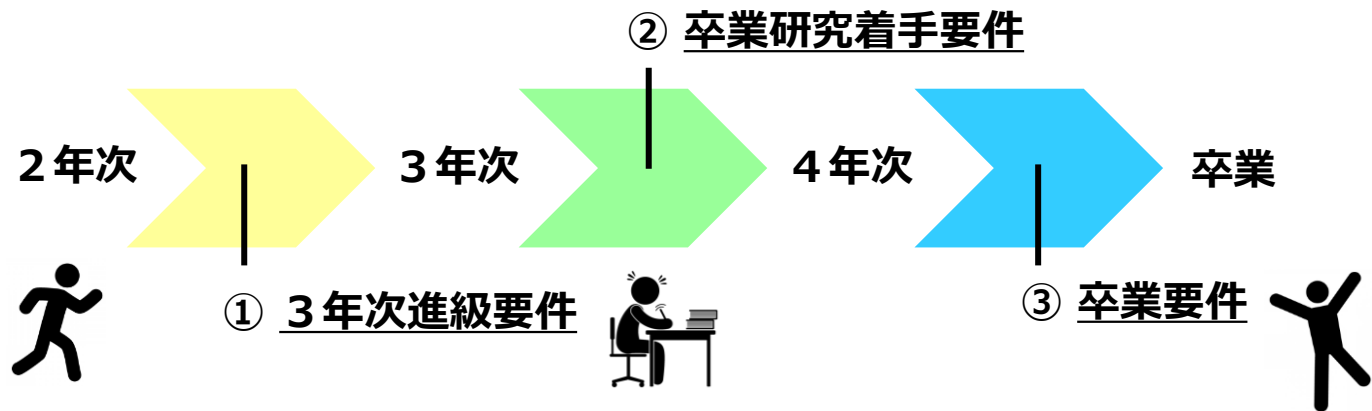 ② 卒業研究着手要件
２年次
３年次
４年次
卒業
① ３年次進級要件
③ 卒業要件